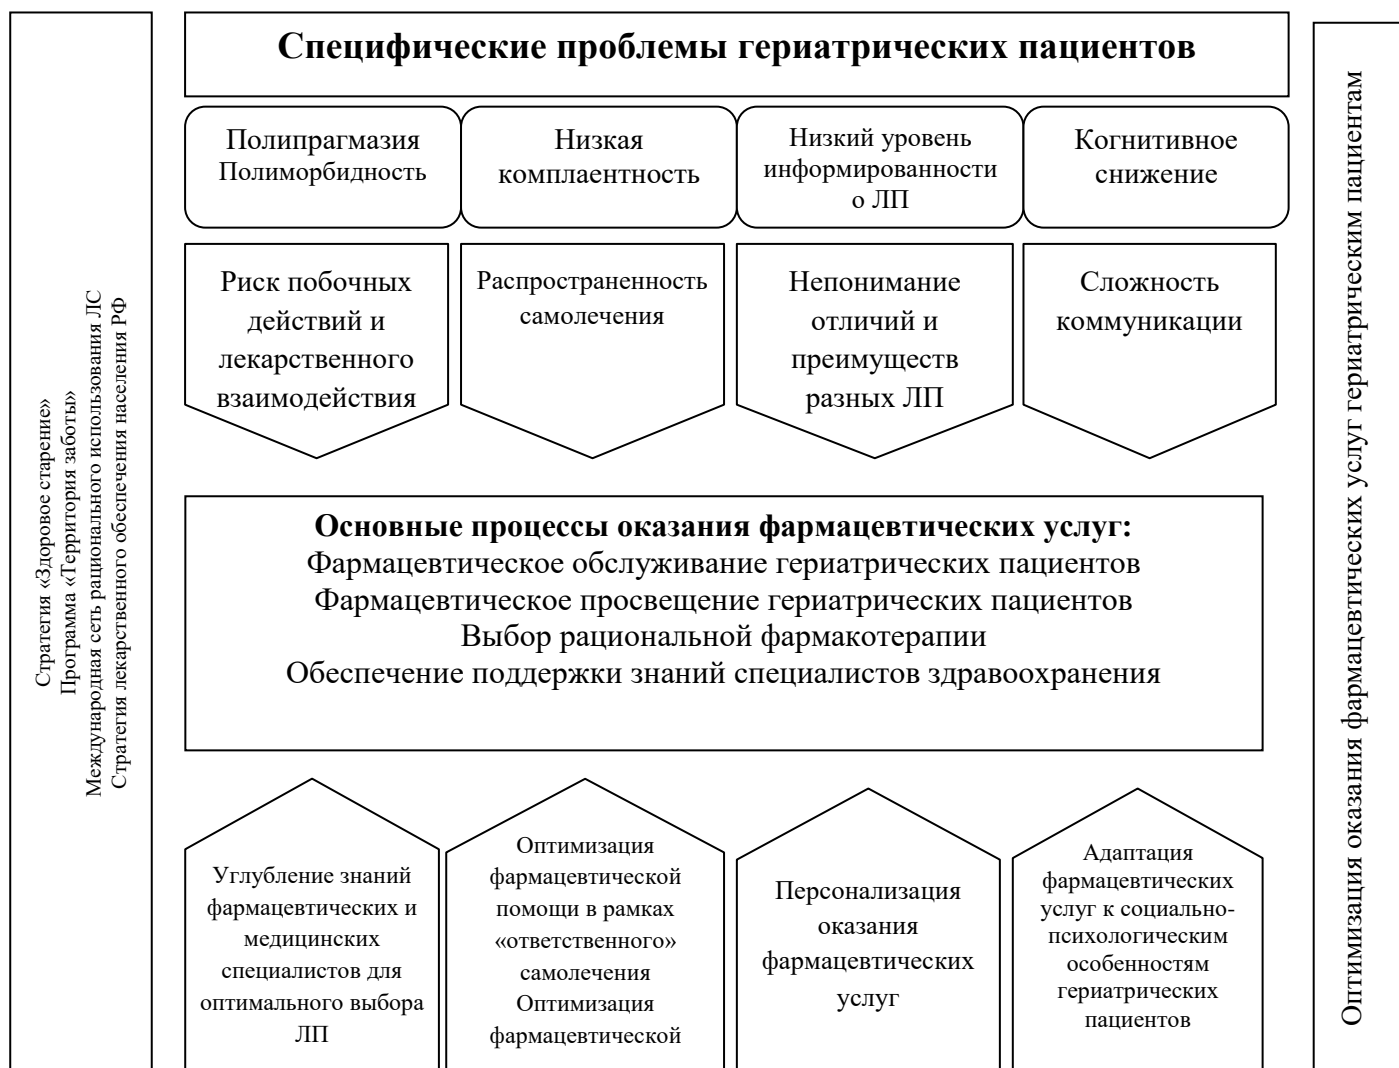 Стратегия «Здоровое старение»
Программа «Территория заботы»
Международная сеть рационального использования ЛС
Стратегия лекарственного обеспечения населения РФ
Специфические проблемы гериатрических пациентов
Полипрагмазия
Полиморбидность
Низкая
комплаентность
Низкий уровень
информированности
о ЛП
Когнитивное
снижение
Риск побочных
действий и
лекарственного
взаимодействия
Распространенность
самолечения
Непонимание
отличий и
преимуществ
разных ЛП
Сложность
коммуникации
Основные процессы оказания фармацевтических услуг:
Фармацевтическое обслуживание гериатрических пациентов
Фармацевтическое просвещение гериатрических пациентов
Выбор рациональной фармакотерапии
Обеспечение поддержки знаний специалистов здравоохранения
Углубление знаний
фармацевтических и
медицинских
специалистов для
оптимального выбора
ЛП
Оптимизация
фармацевтической
помощи в рамках
«ответственного»
самолечения
Оптимизация
фармацевтической
Персонализация
оказания
фармацевтических
услуг
Адаптация
фармацевтических
услуг к социально-
психологическим
особенностям
гериатрических
пациентов
Оптимизация оказания фармацевтических услуг гериатрическим пациентам